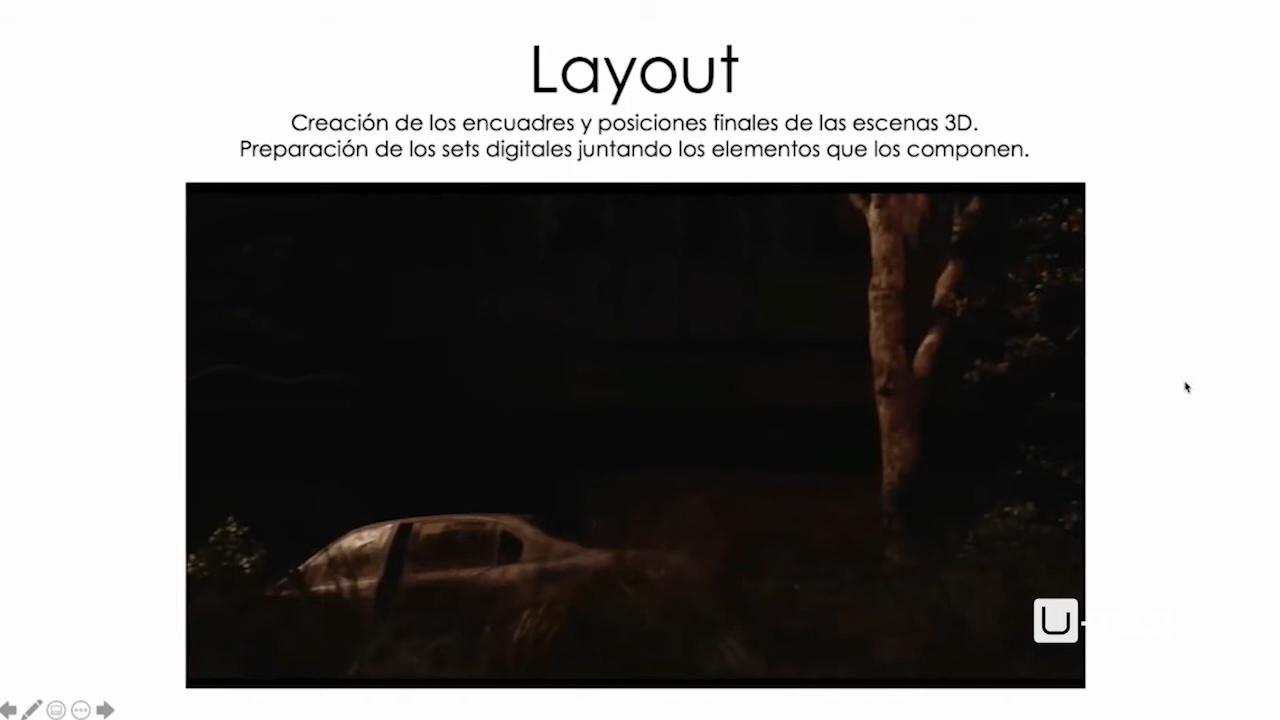 Layout
Creación de los encuadres y posiciones finales de las escenas 3D.
Preparación de los sets digitales juntando los elementos que los componen.